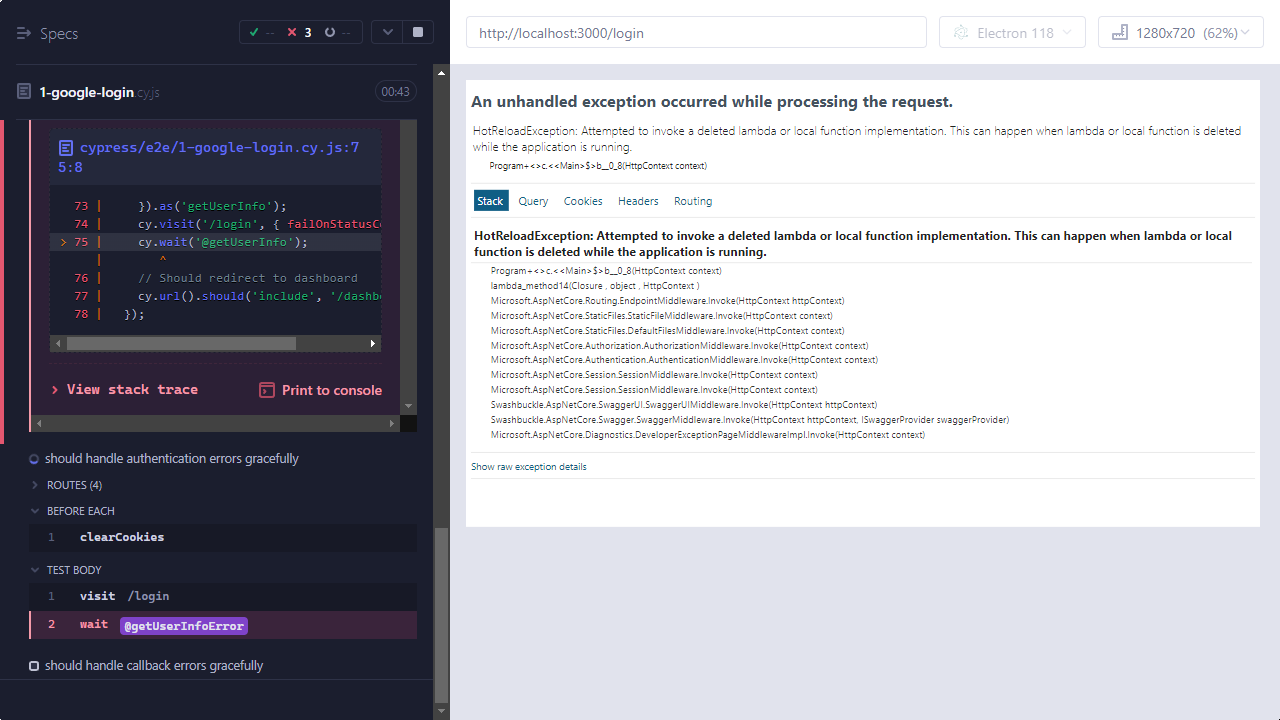 Specs
-- 3 --
1-google-login.cy.js
00:43
cypress/e2e/1-google-login.cy.js:7
5:8
73 | }).as('getUserInfo');
74 | cy.visit('/login', { failOnStatusC
> 75 | cy.wait('@getUserInfo');
| ^
76 | // Should redirect to dashboard
77 | cy.url().should('include', '/dashb
78 | });
> View stack trace
Print to console
should handle authentication errors gracefully
ROUTES (4)
BEFORE EACH
1 clearCookies
TEST BODY
1 visit /login
2 wait @getUserInfoError
should handle callback errors gracefully
http://localhost:3000/login
Electron 118
1280x720 (62%)
An unhandled exception occurred while processing the request.
HotReloadException: Attempted to invoke a deleted lambda or local function implementation. This can happen when lambda or local function is deleted
while the application is running.
Program+<>c.<<Main>$>b__0_8(HttpContext context)
Stack Query Cookies Headers Routing
HotReloadException: Attempted to invoke a deleted lambda or local function implementation. This can happen when lambda or local
function is deleted while the application is running.
Program+<>c.<<Main>$>b__0_8(HttpContext context)
lambda_method14(Closure , object , HttpContext )
Microsoft.AspNetCore.Routing.EndpointMiddleware.Invoke(HttpContext httpContext)
Microsoft.AspNetCore.StaticFiles.StaticFileMiddleware.Invoke(HttpContext context)
Microsoft.AspNetCore.StaticFiles.DefaultFilesMiddleware.Invoke(HttpContext context)
Microsoft.AspNetCore.Authorization.AuthorizationMiddleware.Invoke(HttpContext context)
Microsoft.AspNetCore.Authentication.AuthenticationMiddleware.Invoke(HttpContext context)
Microsoft.AspNetCore.Session.SessionMiddleware.Invoke(HttpContext context)
Microsoft.AspNetCore.Session.SessionMiddleware.Invoke(HttpContext context)
Swashbuckle.AspNetCore.SwaggerUI.SwaggerUIMiddleware.Invoke(HttpContext httpContext)
Swashbuckle.AspNetCore.Swagger.SwaggerMiddleware.Invoke(HttpContext httpContext, ISwaggerProvider swaggerProvider)
Microsoft.AspNetCore.Diagnostics.DeveloperExceptionPageMiddlewareImpl.Invoke(HttpContext context)
Show raw exception details